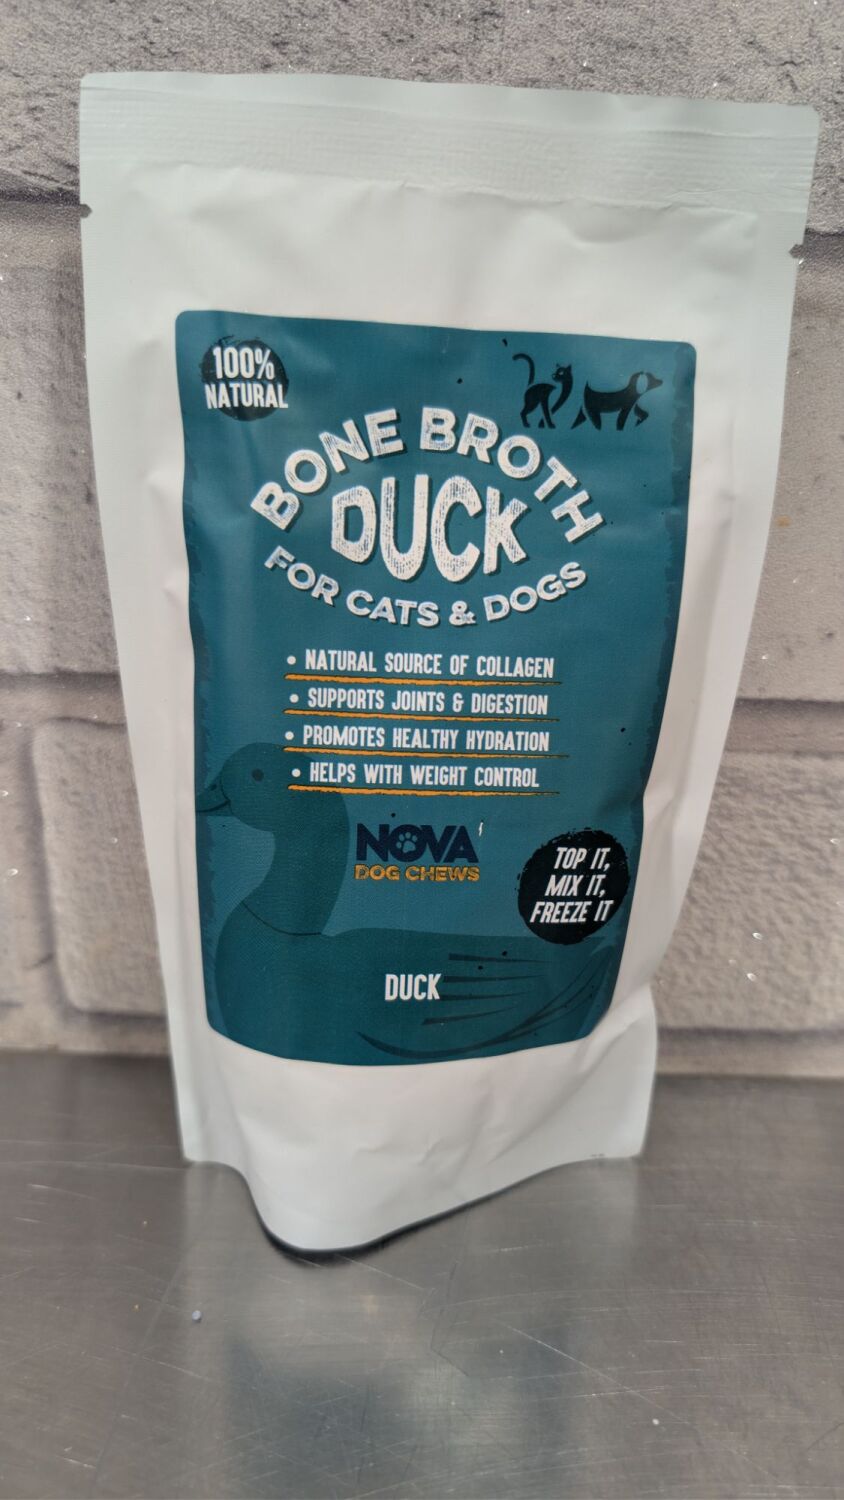 100%
NATURAL
BONE BROTH
DUCK
FOR CATS & DOGS
• NATURAL SOURCE OF COLLAGEN
• SUPPORTS JOINTS & DIGESTION
• PROMOTES HEALTHY HYDRATION
• HELPS WITH WEIGHT CONTROL
NOVA
DOG CHEWS
TOP IT,
MIX IT,
FREEZE IT
DUCK